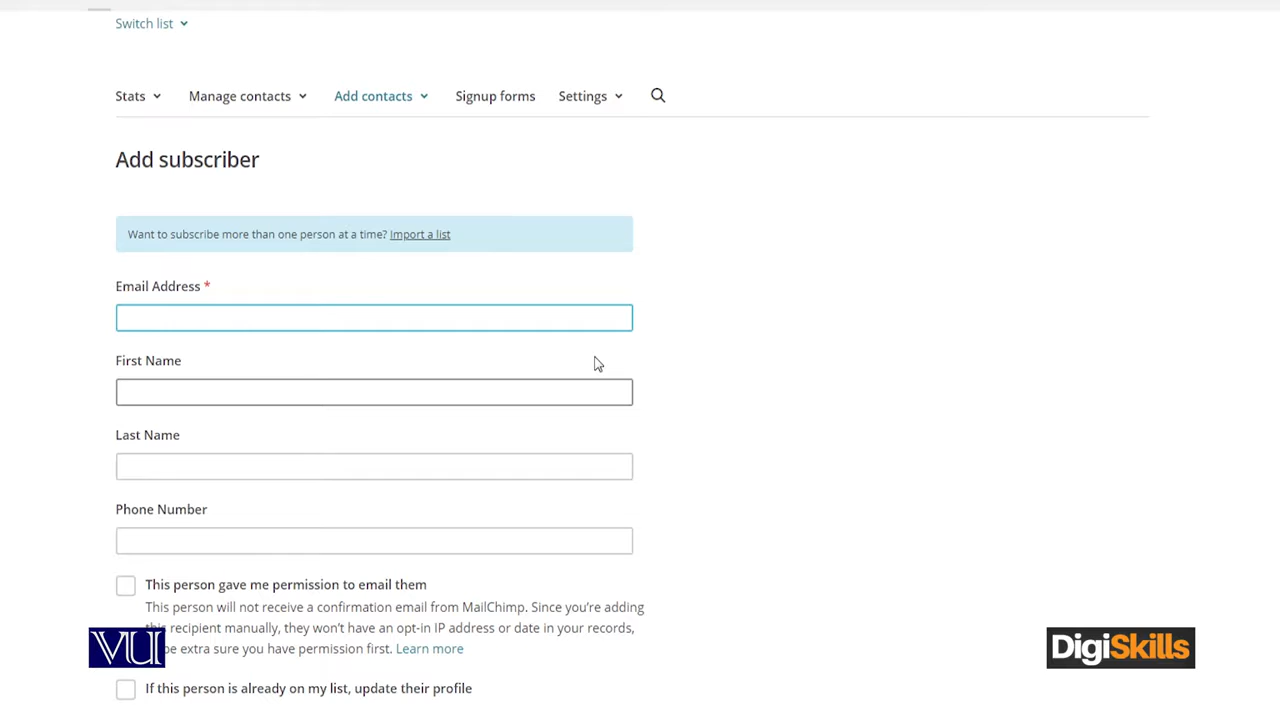 Switch list
Stats Manage contacts Add contacts Signup forms Settings
Add subscriber
Want to subscribe more than one person at a time? Import a list
Email Address *
First Name
Last Name
Phone Number
This person gave me permission to email them
This person will not receive a confirmation email from MailChimp. Since you're adding
recipient manually, they won't have an opt-in IP address or date in your records,
extra sure you have permission first. Learn more
If this person is already on my list, update their profile
VU
DigiSkills